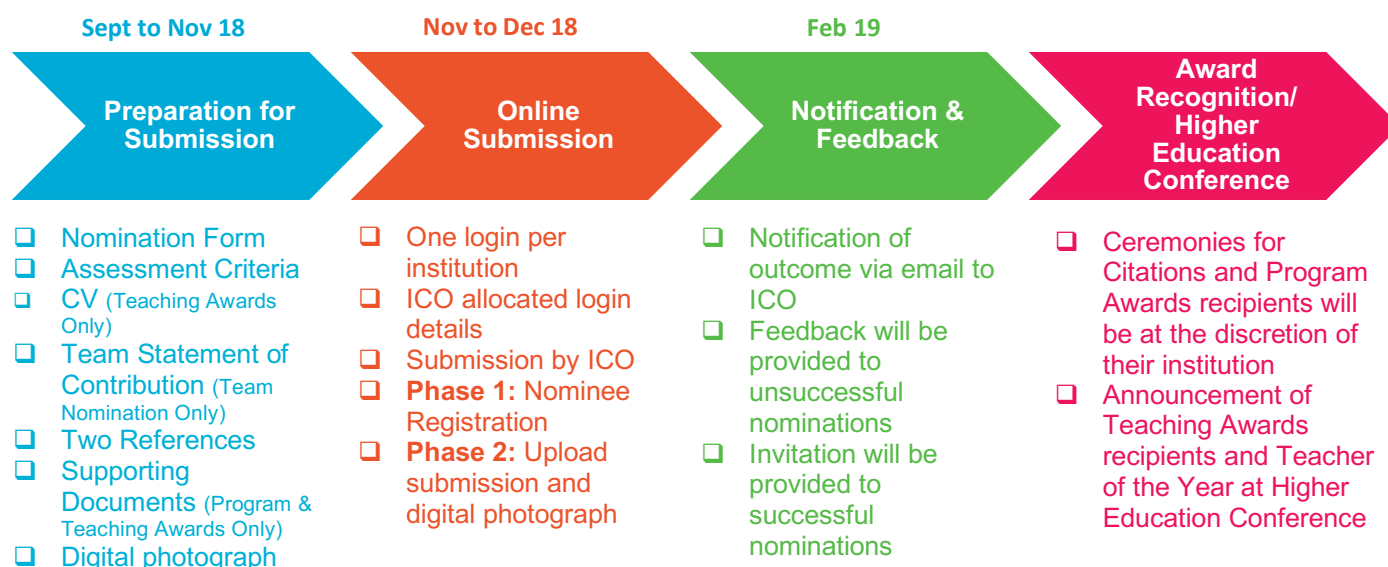 Sept to Nov 18
Nov to Dec 18
Feb 19
Preparation for
Submission
Online
Submission
Notification &
Feedback
Award
Recognition/
Higher
Education
Conference
Nomination Form
Assessment Criteria
CV (Teaching Awards
Only)
Team Statement of
Contribution (Team
Nomination Only)
Two References
Supporting
Documents (Program &
Teaching Awards Only)
Digital photograph
One login per
institution
ICO allocated login
details
Submission by ICO
Phase 1: Nominee
Registration
Phase 2: Upload
submission and
digital photograph
Notification of
outcome via email to
ICO
Feedback will be
provided to
unsuccessful
nominations
Invitation will be
provided to
successful
nominations
Ceremonies for
Citations and Program
Awards recipients will
be at the discretion of
their institution
Announcement of
Teaching Awards
recipients and Teacher
of the Year at Higher
Education Conference